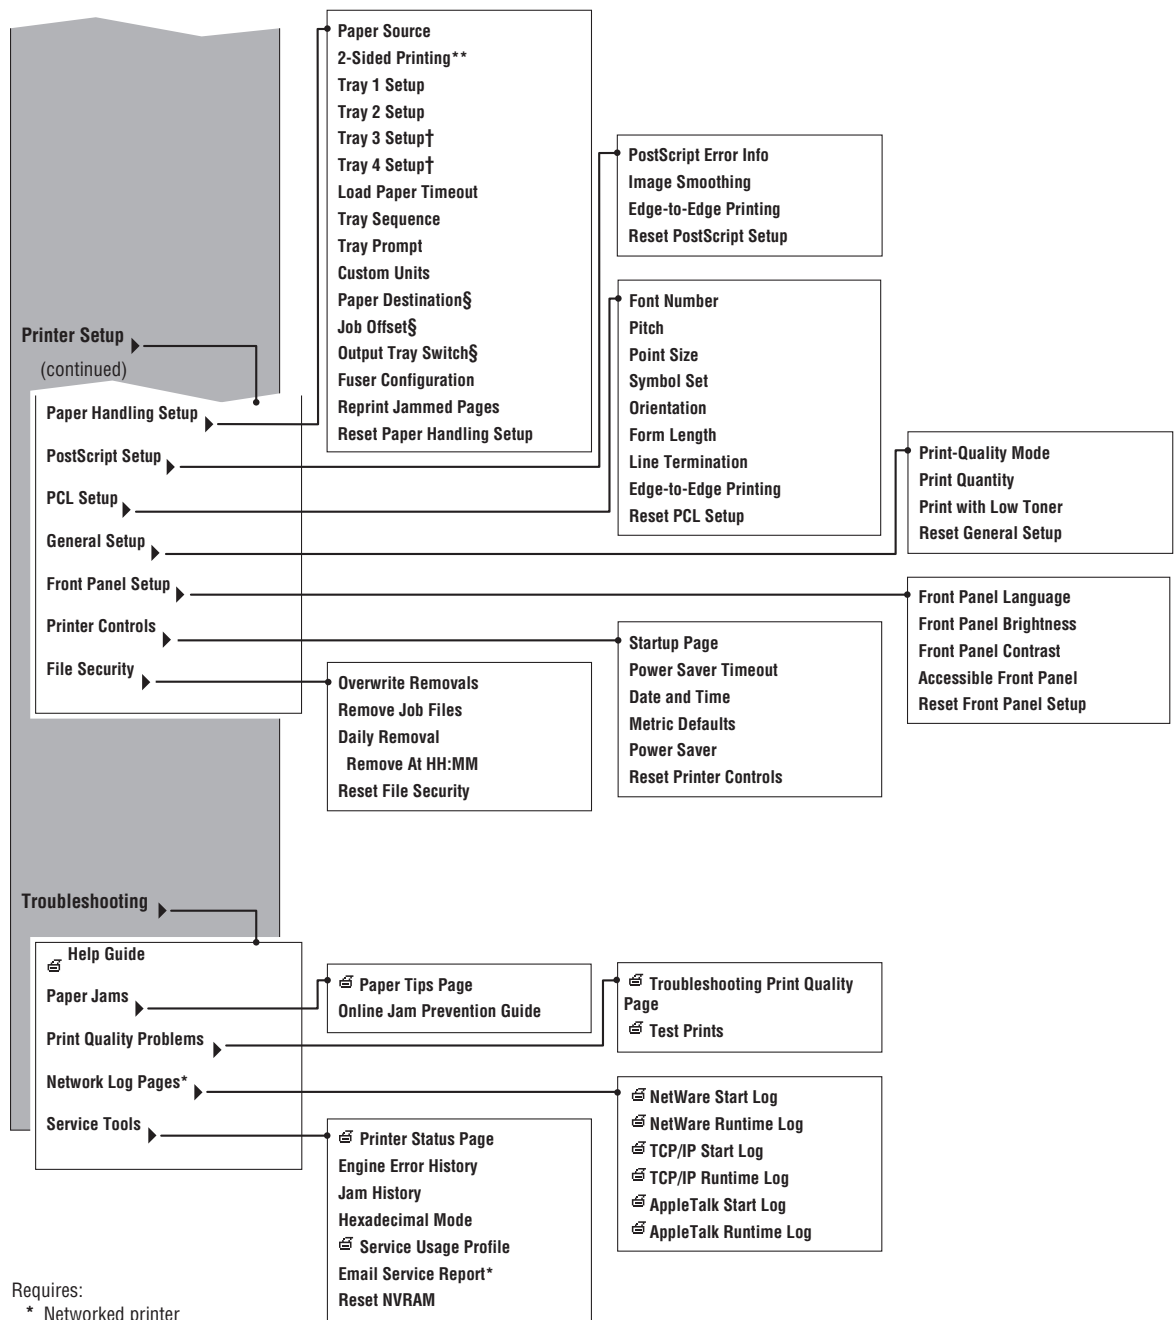 Paper Source
2-Sided Printing**
Tray 1 Setup
Tray 2 Setup
Tray 3 Setup†
Tray 4 Setup†
Load Paper Timeout
Tray Sequence
Tray Prompt
Custom Units
Paper Destination§
Job Offset§
Output Tray Switch§
Fuser Configuration
Reprint Jammed Pages
Reset Paper Handling Setup
PostScript Error Info
Image Smoothing
Edge-to-Edge Printing
Reset PostScript Setup
Font Number
Pitch
Point Size
Symbol Set
Orientation
Form Length
Line Termination
Edge-to-Edge Printing
Reset PCL Setup
Print-Quality Mode
Print Quantity
Print with Low Toner
Reset General Setup
Printer Setup
(continued)
Paper Handling Setup
PostScript Setup
PCL Setup
General Setup
Front Panel Setup
Printer Controls
File Security
Front Panel Language
Front Panel Brightness
Front Panel Contrast
Accessible Front Panel
Reset Front Panel Setup
Startup Page
Power Saver Timeout
Date and Time
Metric Defaults
Power Saver
Reset Printer Controls
Overwrite Removals
Remove Job Files
Daily Removal
Remove At HH:MM
Reset File Security
Troubleshooting
Help Guide
Paper Jams
Print Quality Problems
Network Log Pages*
Service Tools
Paper Tips Page
Online Jam Prevention Guide
Troubleshooting Print Quality
Page
Test Prints
NetWare Start Log
NetWare Runtime Log
TCP/IP Start Log
TCP/IP Runtime Log
AppleTalk Start Log
AppleTalk Runtime Log
Printer Status Page
Engine Error History
Jam History
Hexadecimal Mode
Service Usage Profile
Email Service Report*
Reset NVRAM
Requires:
* Networked printer